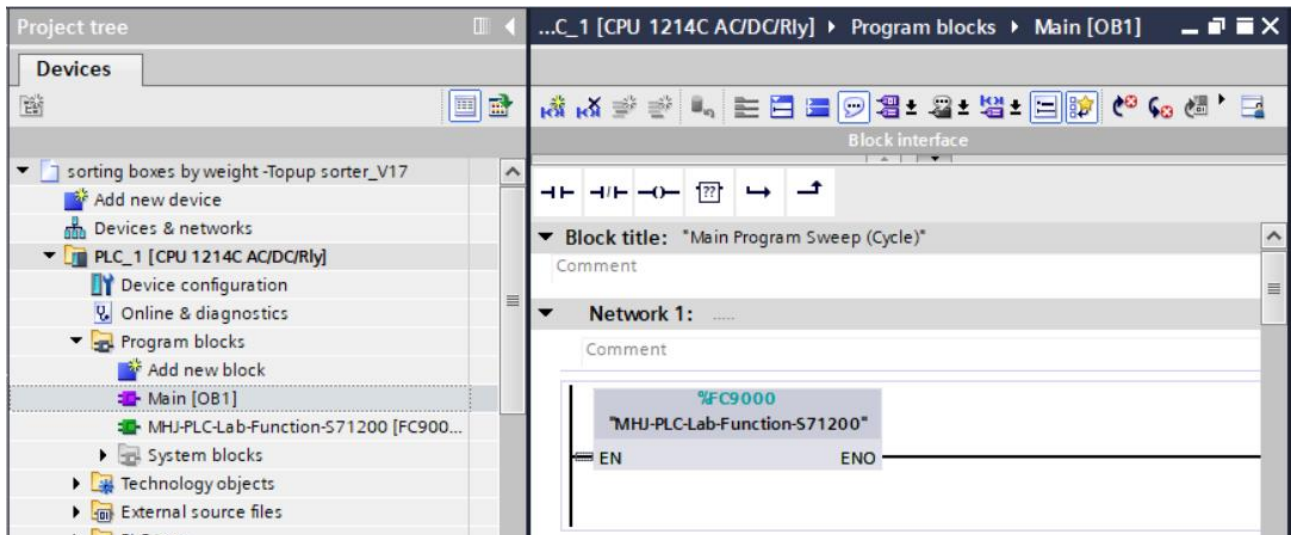 Project tree
Devices
sorting boxes by weight -Topup sorter_V17
Add new device
Devices & networks
PLC_1 [CPU 1214C AC/DC/Rly]
Device configuration
Online & diagnostics
Program blocks
Add new block
Main [OB1]
MHJ-PLC-Lab-Function-S71200 [FC900...
System blocks
Technology objects
External source files
...C_1 [CPU 1214C AC/DC/Rly] ▸ Program blocks ▸ Main [OB1]
Block interface
??
Block title: "Main Program Sweep (Cycle)"
Comment
Network 1: .....
Comment
%FC9000
"MHJ-PLC-Lab-Function-S71200"
EN ENO